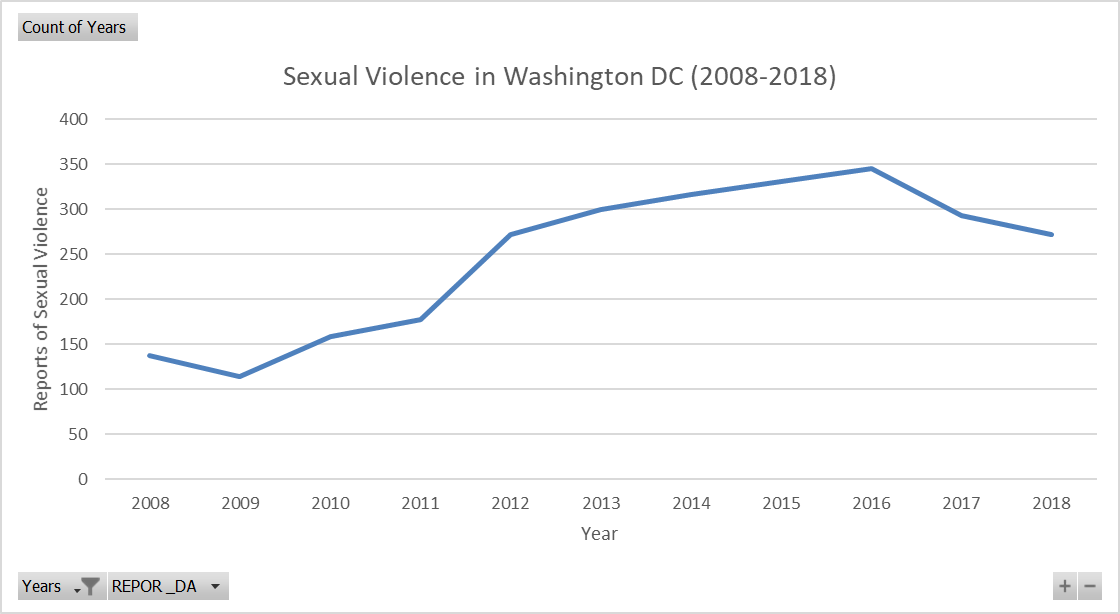 Count of Years
Sexual Violence in Washington DC (2008-2018)
Reports of Sexual Violence
400
350
300
250
200
150
100
50
0
2008 2009 2010 2011 2012 2013 2014 2015 2016 2017 2018
Year
Years REPOR _DA + −